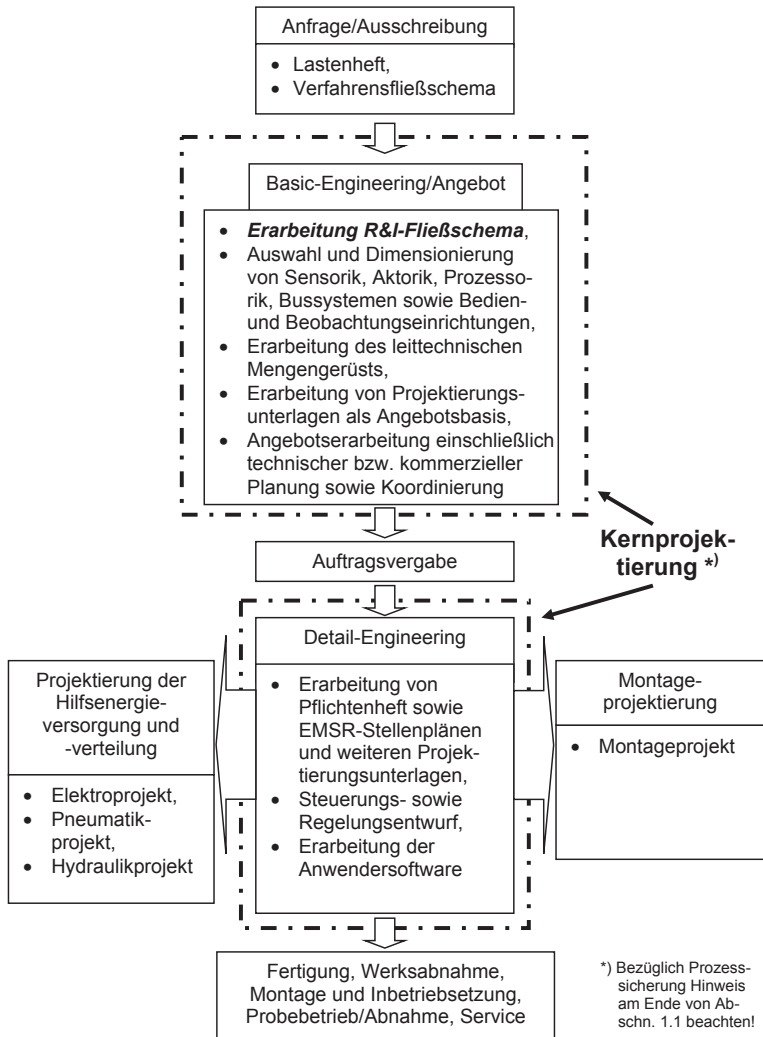 Anfrage/Ausschreibung
• Lastenheft,
• Verfahrensfließschema
Basic-Engineering/Angebot
• Erarbeitung R&I-Fließschema,
• Auswahl und Dimensionierung
von Sensorik, Aktorik, Prozesso-
rik, Bussystemen sowie Bedien-
und Beobachtungseinrichtungen,
• Erarbeitung des leittechnischen
Mengengerüsts,
• Erarbeitung von Projektierungs-
unterlagen als Angebotsbasis,
• Angebotserarbeitung einschließlich
technischer bzw. kommerzieller
Planung sowie Koordinierung
Kernprojek-
tierung *)
Auftragsvergabe
Detail-Engineering
• Erarbeitung von
Pflichtenheft sowie
EMSR-Stellenplänen
und weiteren Projek-
tierungsunterlagen,
• Steuerungs- sowie
Regelungsentwurf,
• Erarbeitung der
Anwendersoftware
Projektierung der
Hilfsenergie-
versorgung und
-verteilung
• Elektroprojekt,
• Pneumatik-
projekt,
• Hydraulikprojekt
Montage-
projektierung
• Montageprojekt
Fertigung, Werksabnahme,
Montage und Inbetriebsetzung,
Probebetrieb/Abnahme, Service
*) Bezüglich Prozess-
sicherung Hinweis
am Ende von Ab-
schn. 1.1 beachten!